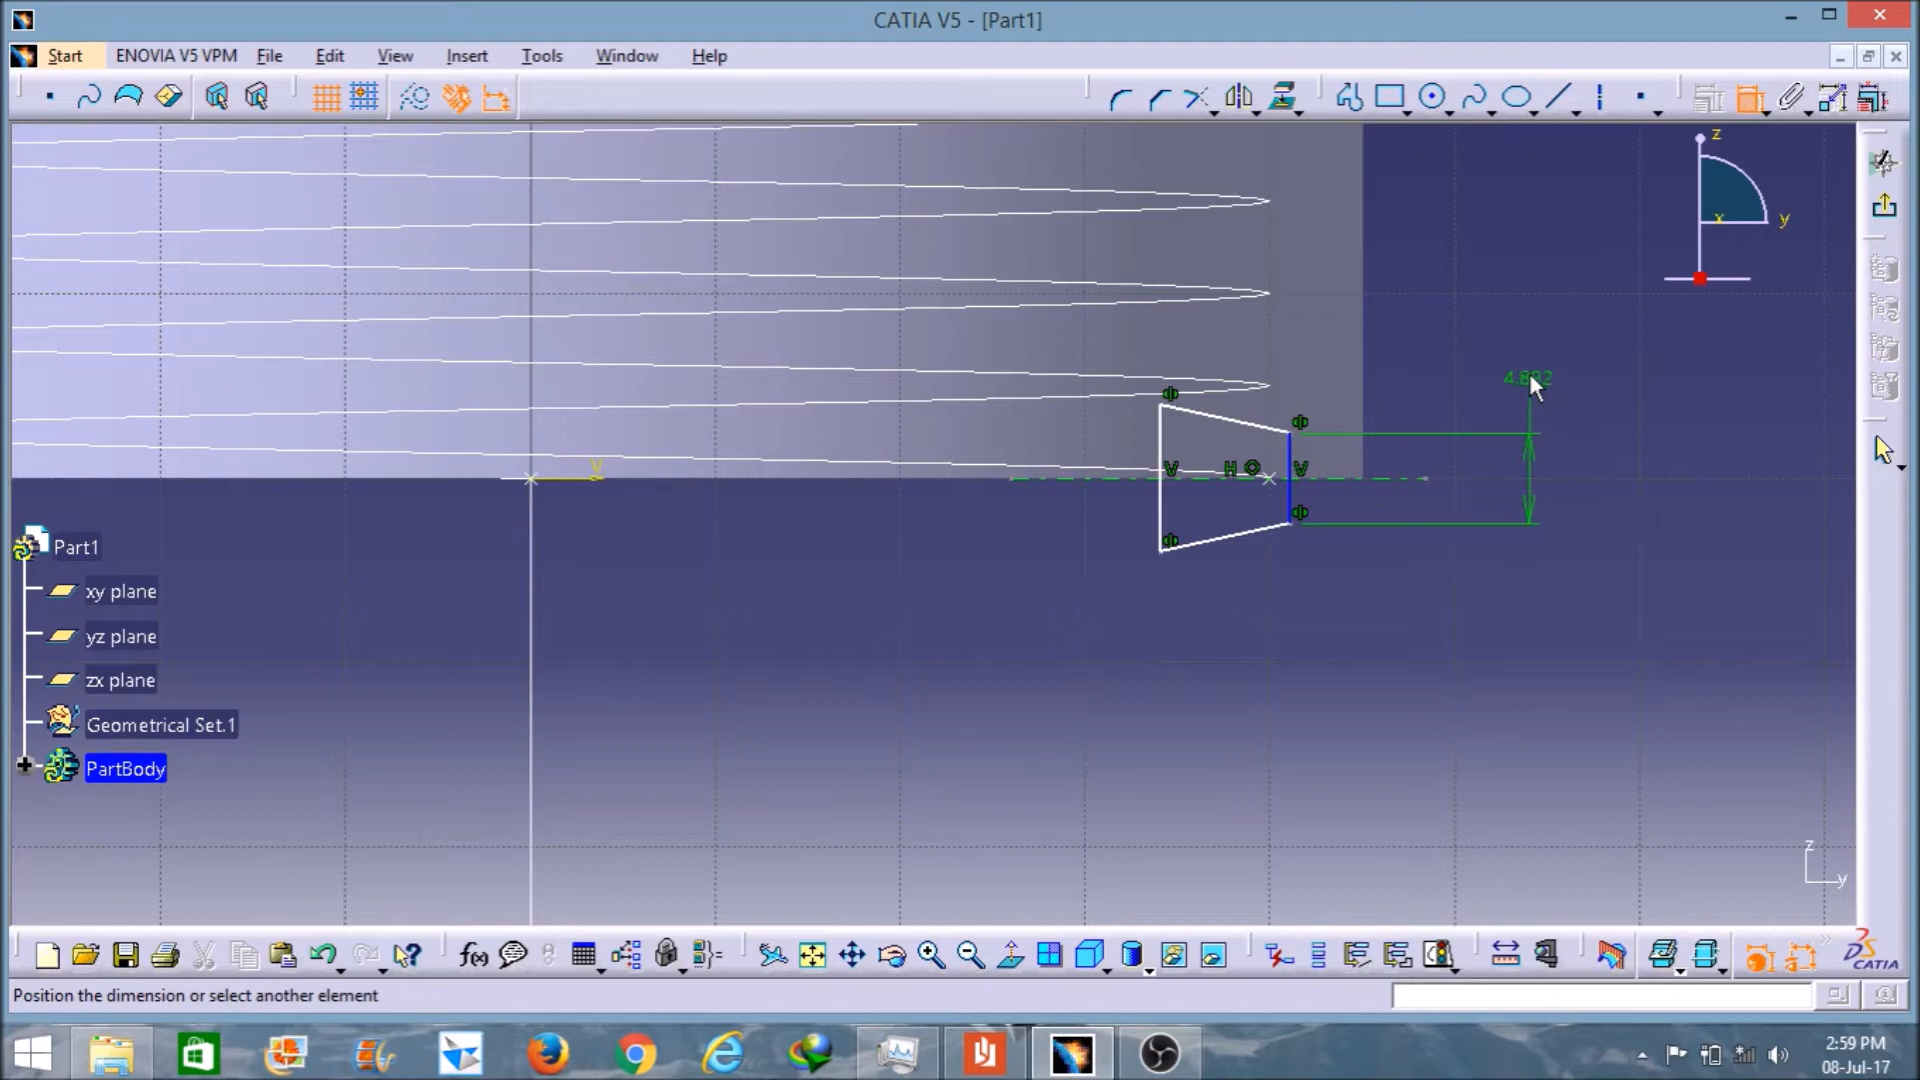 CATIA V5 - [Part1]
Start ENOVIA V5 VPM File Edit View Insert Tools Window Help
z
x
y
H
V
V
y
Part1
xy plane
yz plane
zx plane
Geometrical Set.1
PartBody
z
y
f(x)
CATIA
Position the dimension or select another element
2:59 PM
08-Jul-17